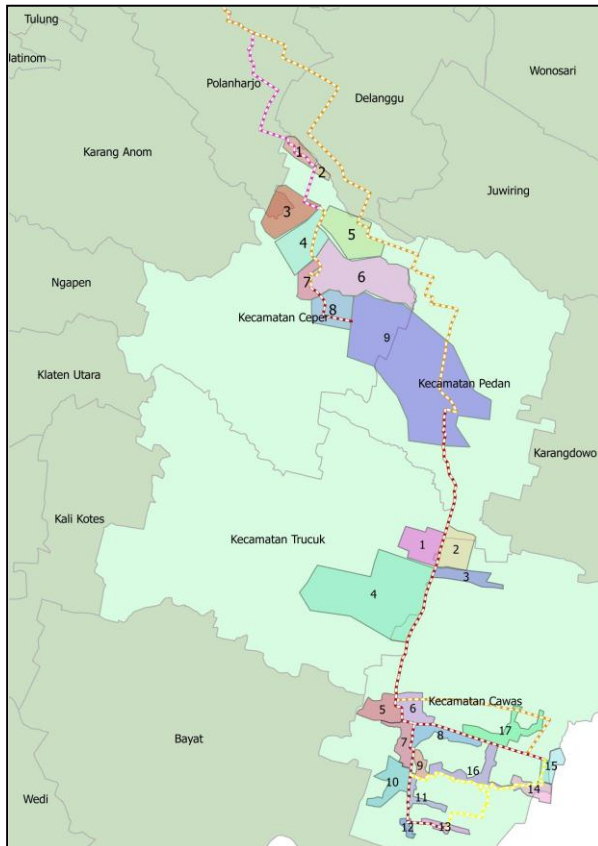 Tulung
Jatinom
Polanharjo
Wonosari
Delanggu
Karang Anom
1
2
Juwiring
3
4
5
6
Ngapen
7
8
Kecamatan Ceper
9
Klaten Utara
Kecamatan Pedan
Karangdowo
Kali Kotes
Kecamatan Trucuk
1
2
3
4
Kecamatan Cawas
5
6
17
Bayat
7
8
9
16
15
10
14
Wedi
11
12
13